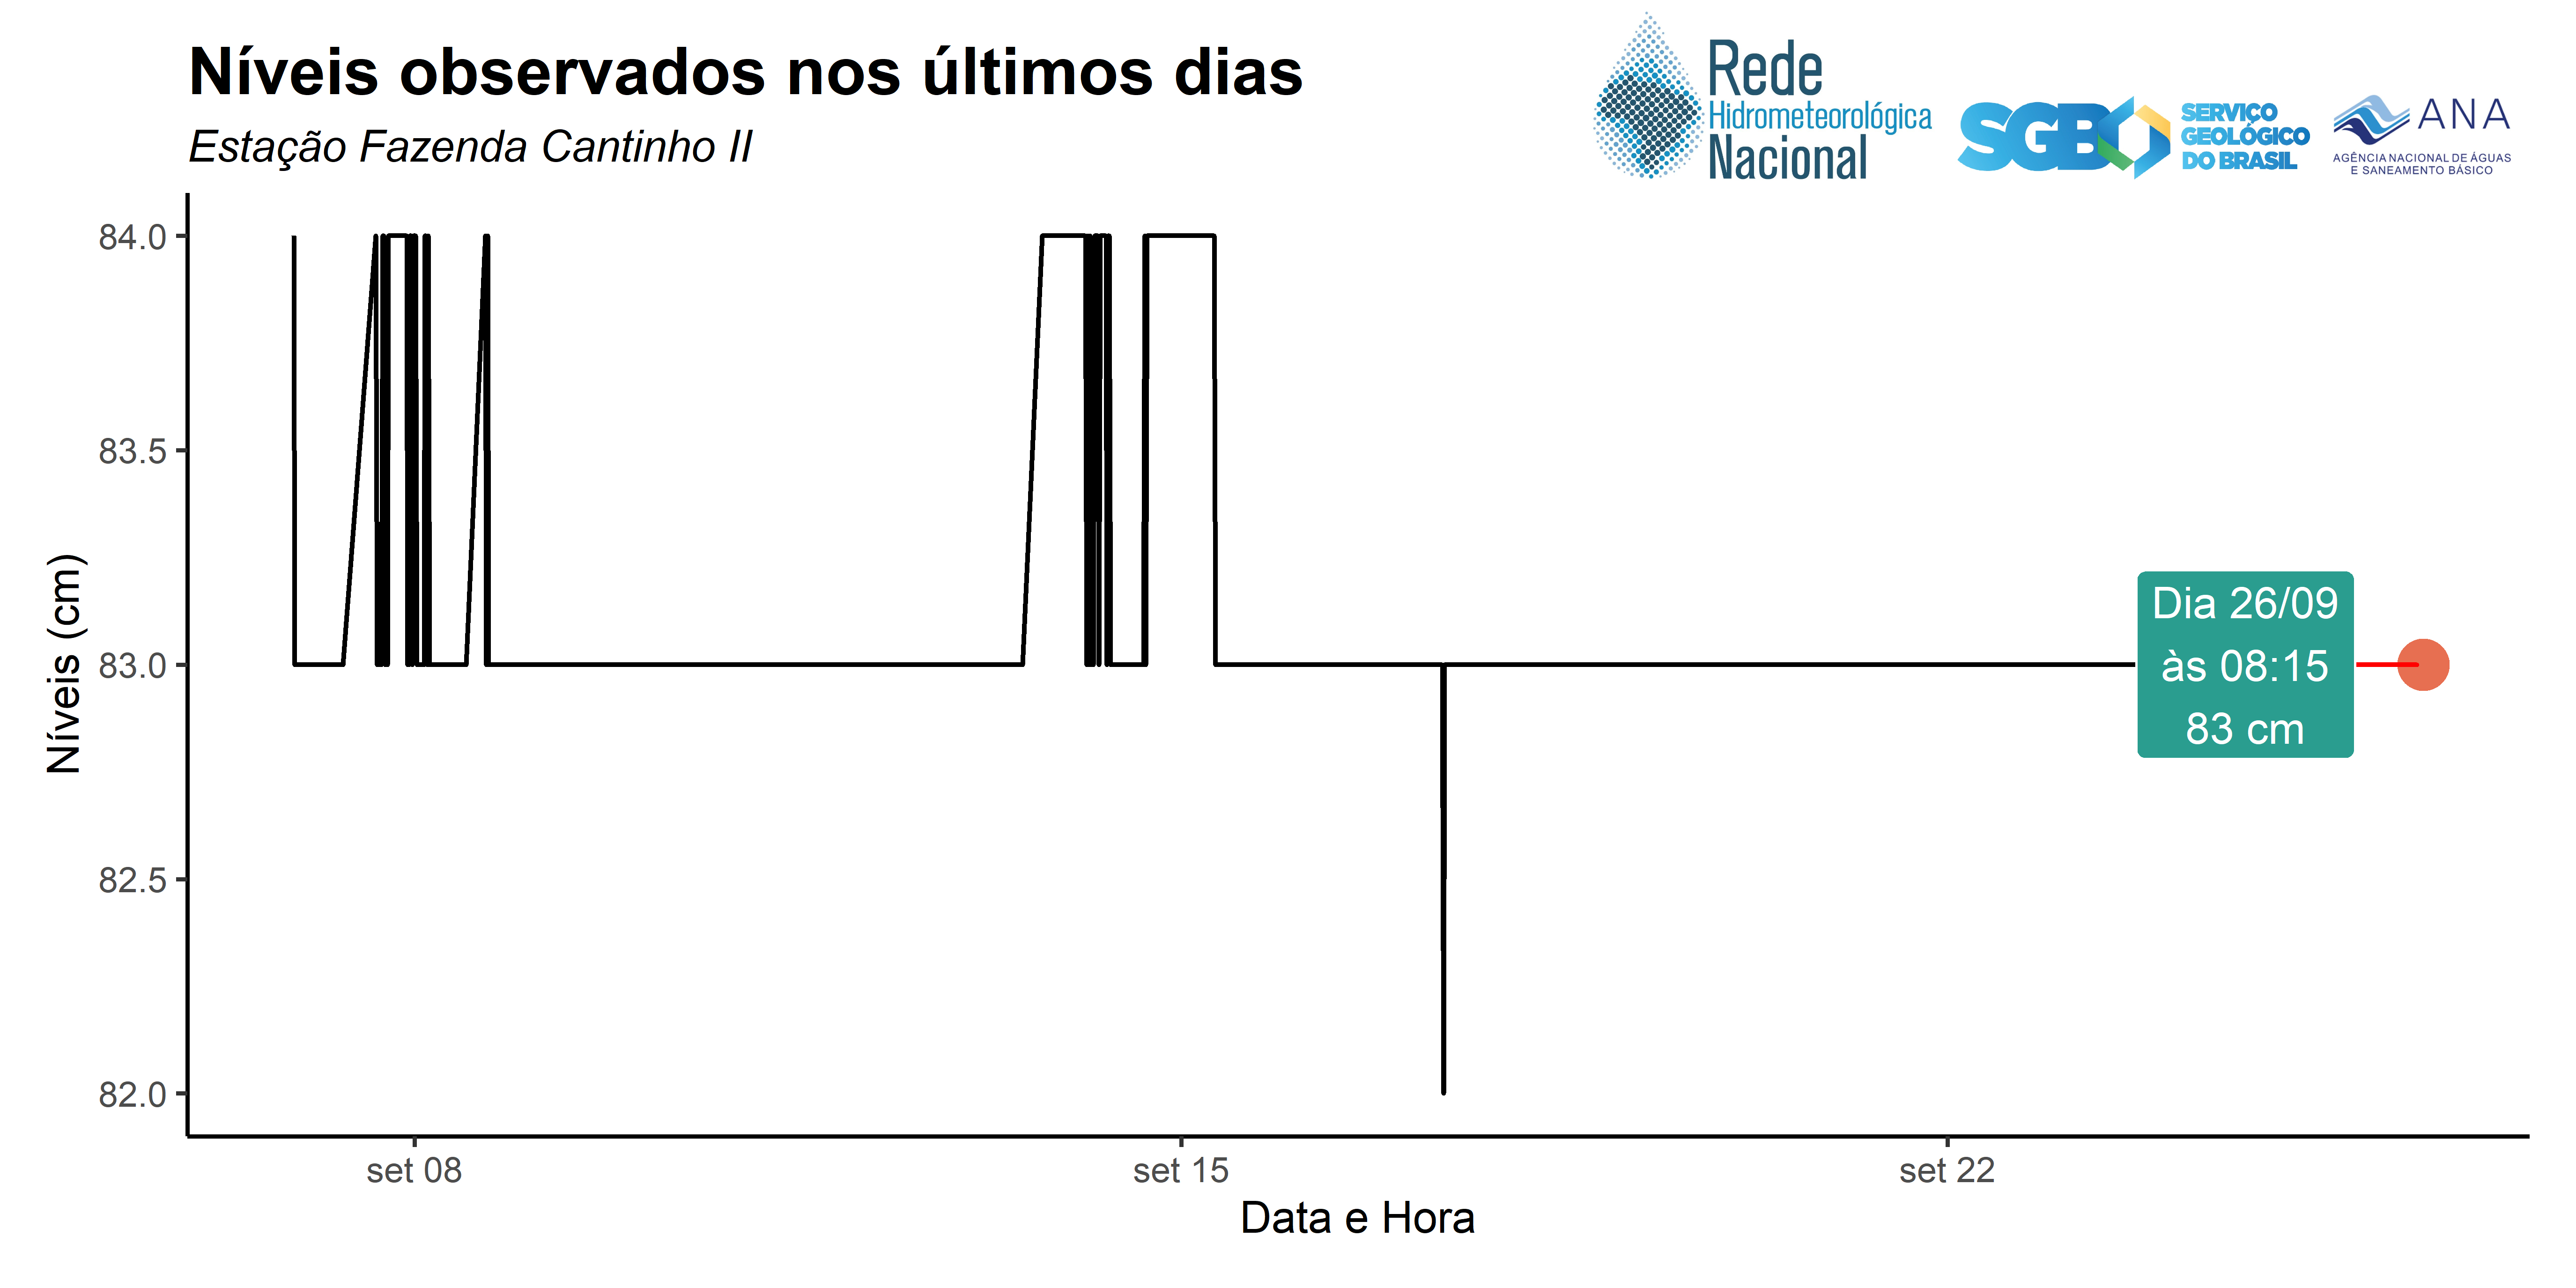 Níveis observados nos últimos dias
Estação Fazenda Cantinho II
Rede
Hidrometeorológica
Nacional
SGB
SERVIÇO
GEOLÓGICO
DO BRASIL
ANA
AGÊNCIA NACIONAL DE ÁGUAS
E SANEAMENTO BÁSICO
Níveis (cm)
84.0
83.5
83.0
82.5
82.0
Dia 26/09
às 08:15
83 cm
set 08
set 15
set 22
Data e Hora